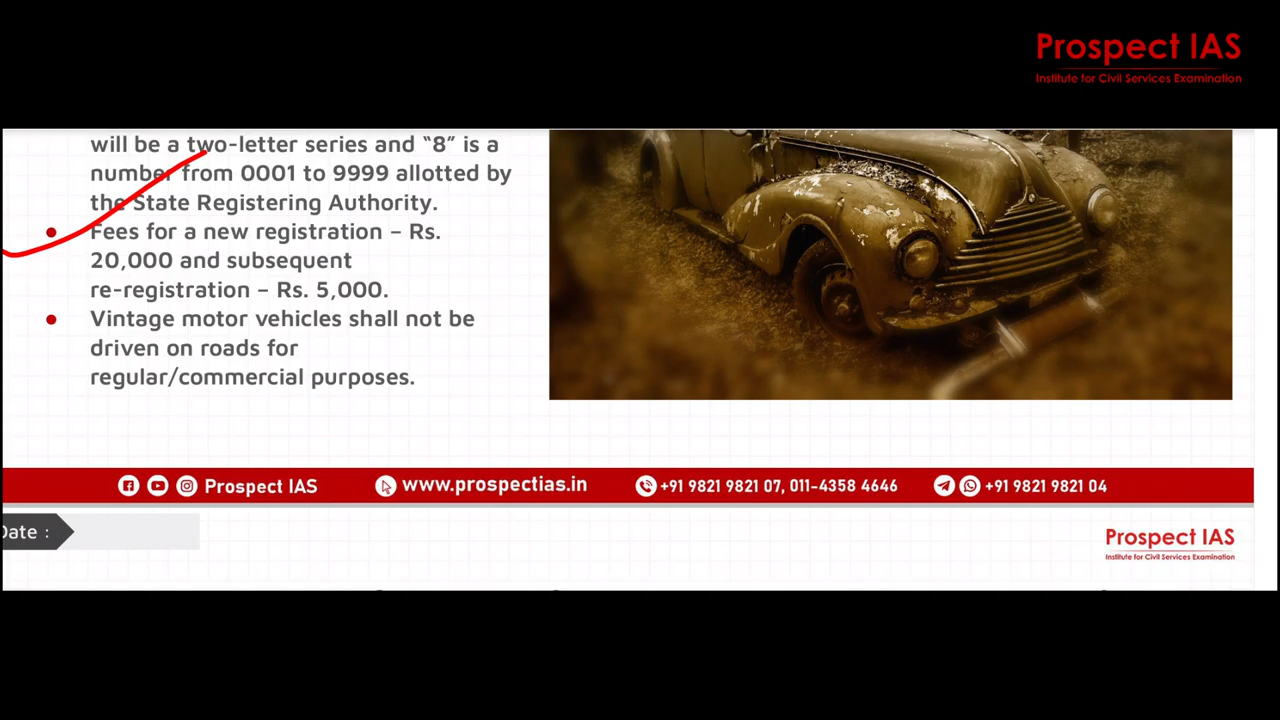 Prospect IAS
Institute for Civil Services Examination
will be a two-letter series and “8” is a
number from 0001 to 9999 allotted by
the State Registering Authority.
Fees for a new registration – Rs.
20,000 and subsequent
re-registration – Rs. 5,000.
Vintage motor vehicles shall not be
driven on roads for
regular/commercial purposes.
Prospect IAS
www.prospectias.in
+91 9821 9821 07, 011-4358 4646
+91 9821 9821 04
Date :
Prospect IAS
Institute for Civil Services Examination